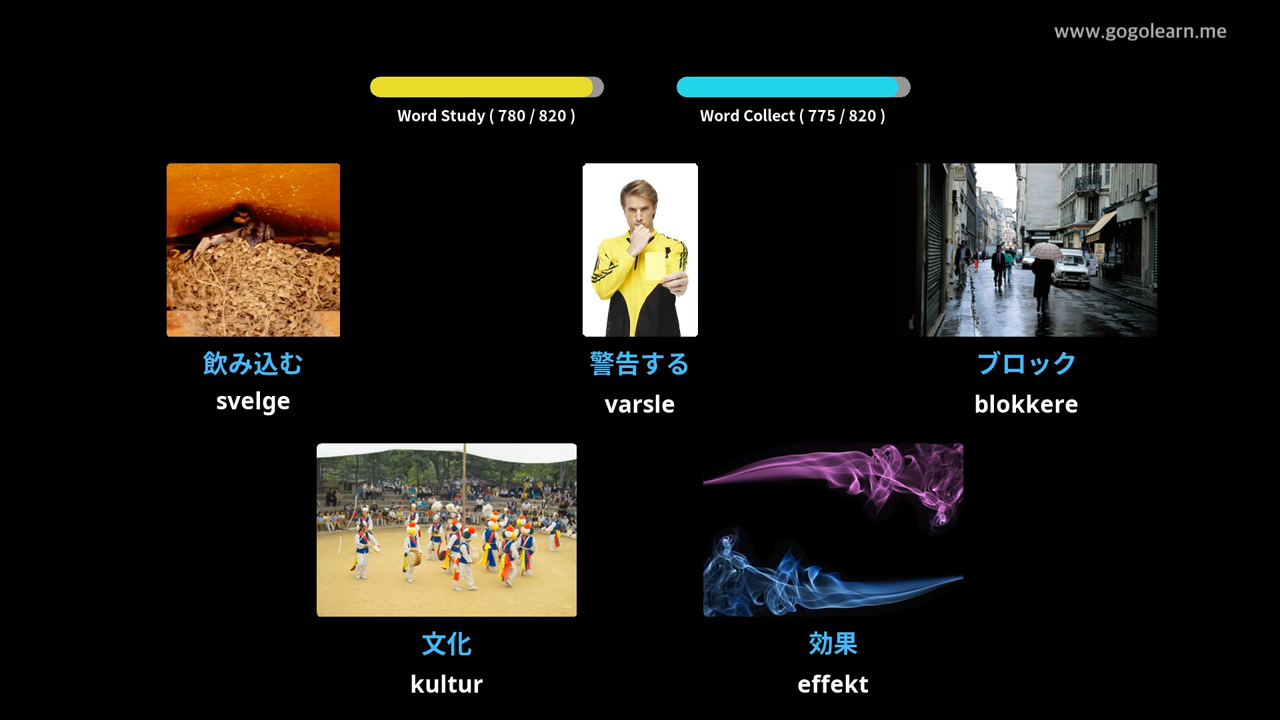 www.gogolearn.me
Word Study ( 780 / 820 )
Word Collect ( 775 / 820 )
飲み込む
svelge
警告する
varsle
ブロック
blokkere
文化
kultur
効果
effekt